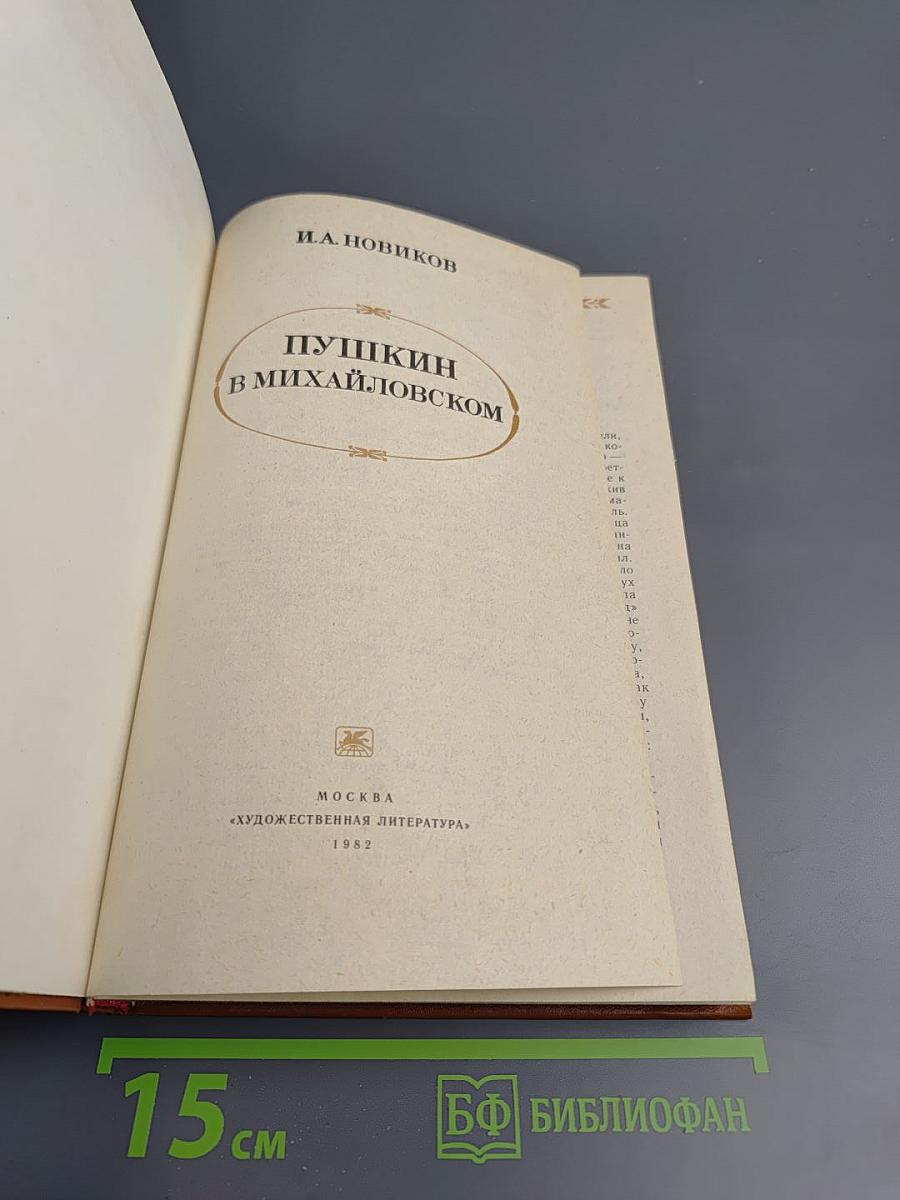 И.А. НОВИКОВ
ПУШКИН
В МИХАЙЛОВСКОМ
МОСКВА
«ХУДОЖЕСТВЕННАЯ ЛИТЕРАТУРА»
1982
15 см
БФ БИБЛИОФАН